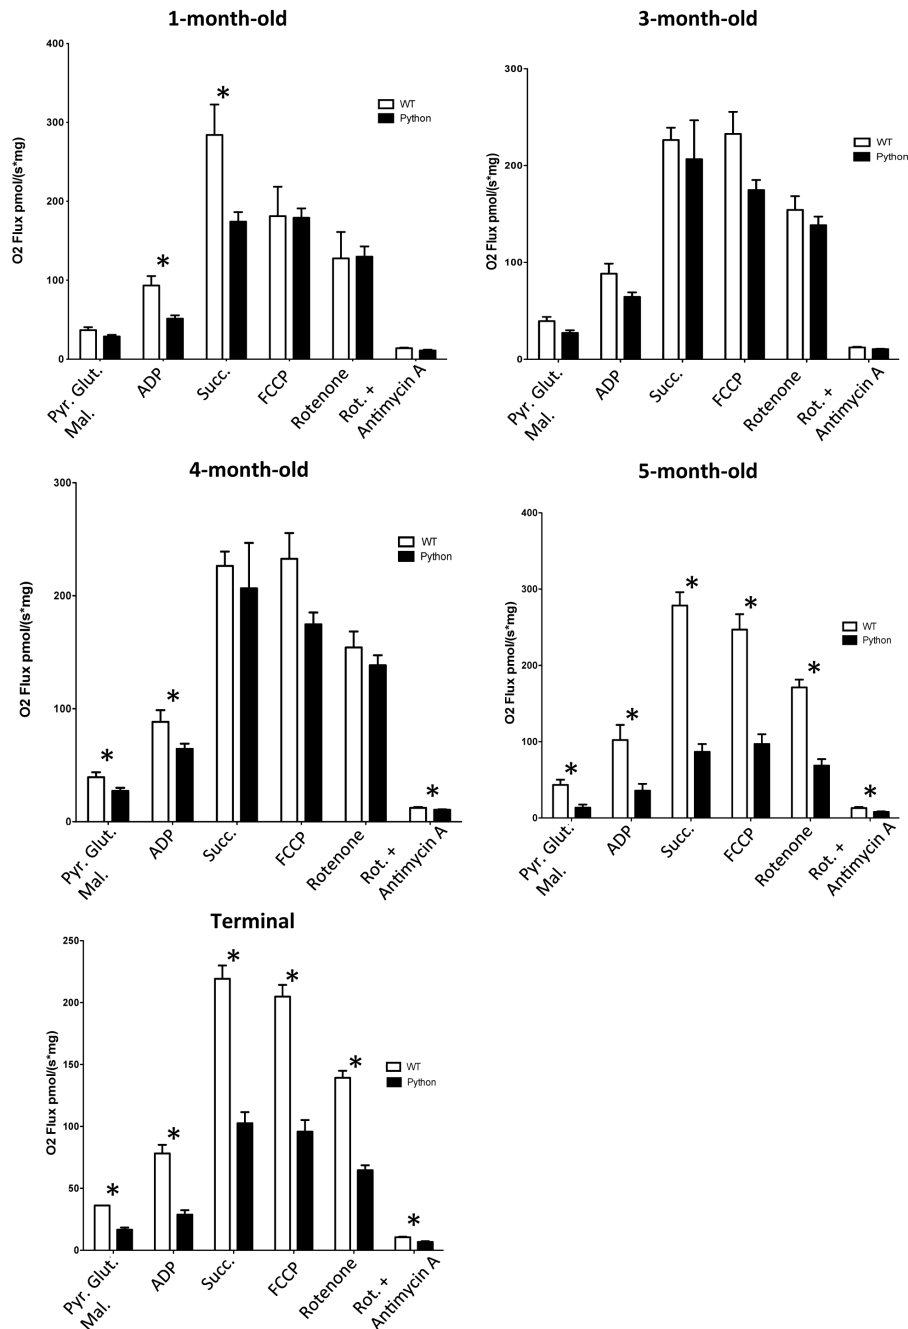 1-month-old
400
300
200
100
0
O2 Flux pmol/(s*mg)
*
*
WT
Python
Pyr. Glut.
Mal.
ADP
Succ.
FCCP
Rotenone
Rot. +
Antimycin A
3-month-old
300
200
100
0
O2 Flux pmol/(s*mg)
WT
Python
Pyr. Glut.
Mal.
ADP
Succ.
FCCP
Rotenone
Rot. +
Antimycin A
4-month-old
300
200
100
0
O2 Flux pmol/(s*mg)
*
*
*
WT
Python
Pyr. Glut.
Mal.
ADP
Succ.
FCCP
Rotenone
Rot. +
Antimycin A
5-month-old
400
300
200
100
0
O2 Flux pmol/(s*mg)
*
*
*
*
*
*
WT
Python
Pyr. Glut.
Mal.
ADP
Succ.
FCCP
Rotenone
Rot. +
Antimycin A
Terminal
250
200
150
100
50
0
O2 Flux pmol/(s*mg)
*
*
*
*
*
*
WT
Python
Pyr. Glut.
Mal.
ADP
Succ.
FCCP
Rotenone
Rot. +
Antimycin A